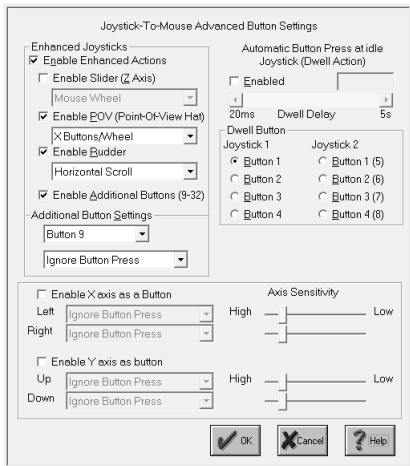 Joystick-To-Mouse Advanced Button Settings
Enhanced Joysticks
Enable Enhanced Actions
Enable Slider (Z Axis)
Mouse Wheel
Enable POV (Point-Of-View Hat)
X Buttons/Wheel
Enable Rudder
Horizontal Scroll
Enable Additional Buttons (9-32)
Additional Button Settings
Button 9
Ignore Button Press
Automatic Button Press at idle
Joystick (Dwell Action)
Enabled
20ms Dwell Delay 5s
Dwell Button
Joystick 1 Joystick 2
Button 1 Button 1 (5)
Button 2 Button 2 (6)
Button 3 Button 3 (7)
Button 4 Button 4 (8)
Enable X axis as a Button Axis Sensitivity
Left Ignore Button Press High Low
Right Ignore Button Press
Enable Y axis as button
Up Ignore Button Press High Low
Down Ignore Button Press
OK Cancel Help